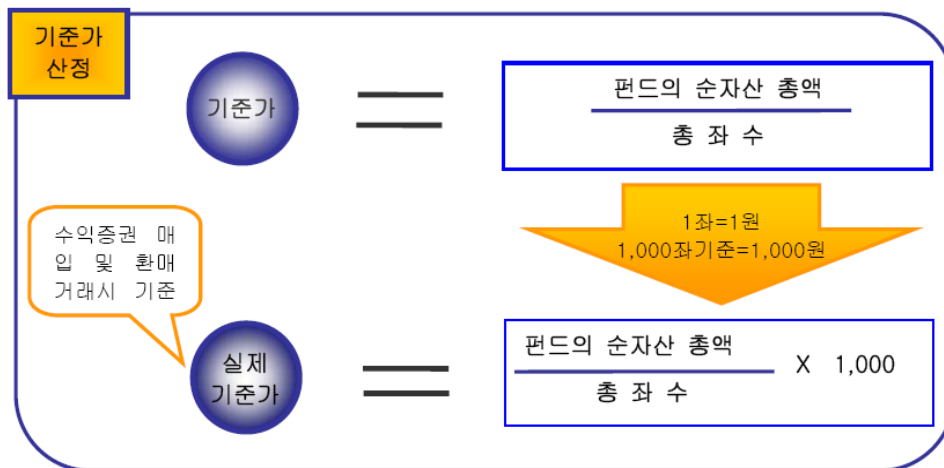 기준가
산정
기준가
펀드의 순자산 총액
총 좌 수
1좌=1원
1,000좌기준=1,000원
수익증권 매
입 및 환매
거래시 기준
실제
기준가
펀드의 순자산 총액
총 좌 수
X 1,000